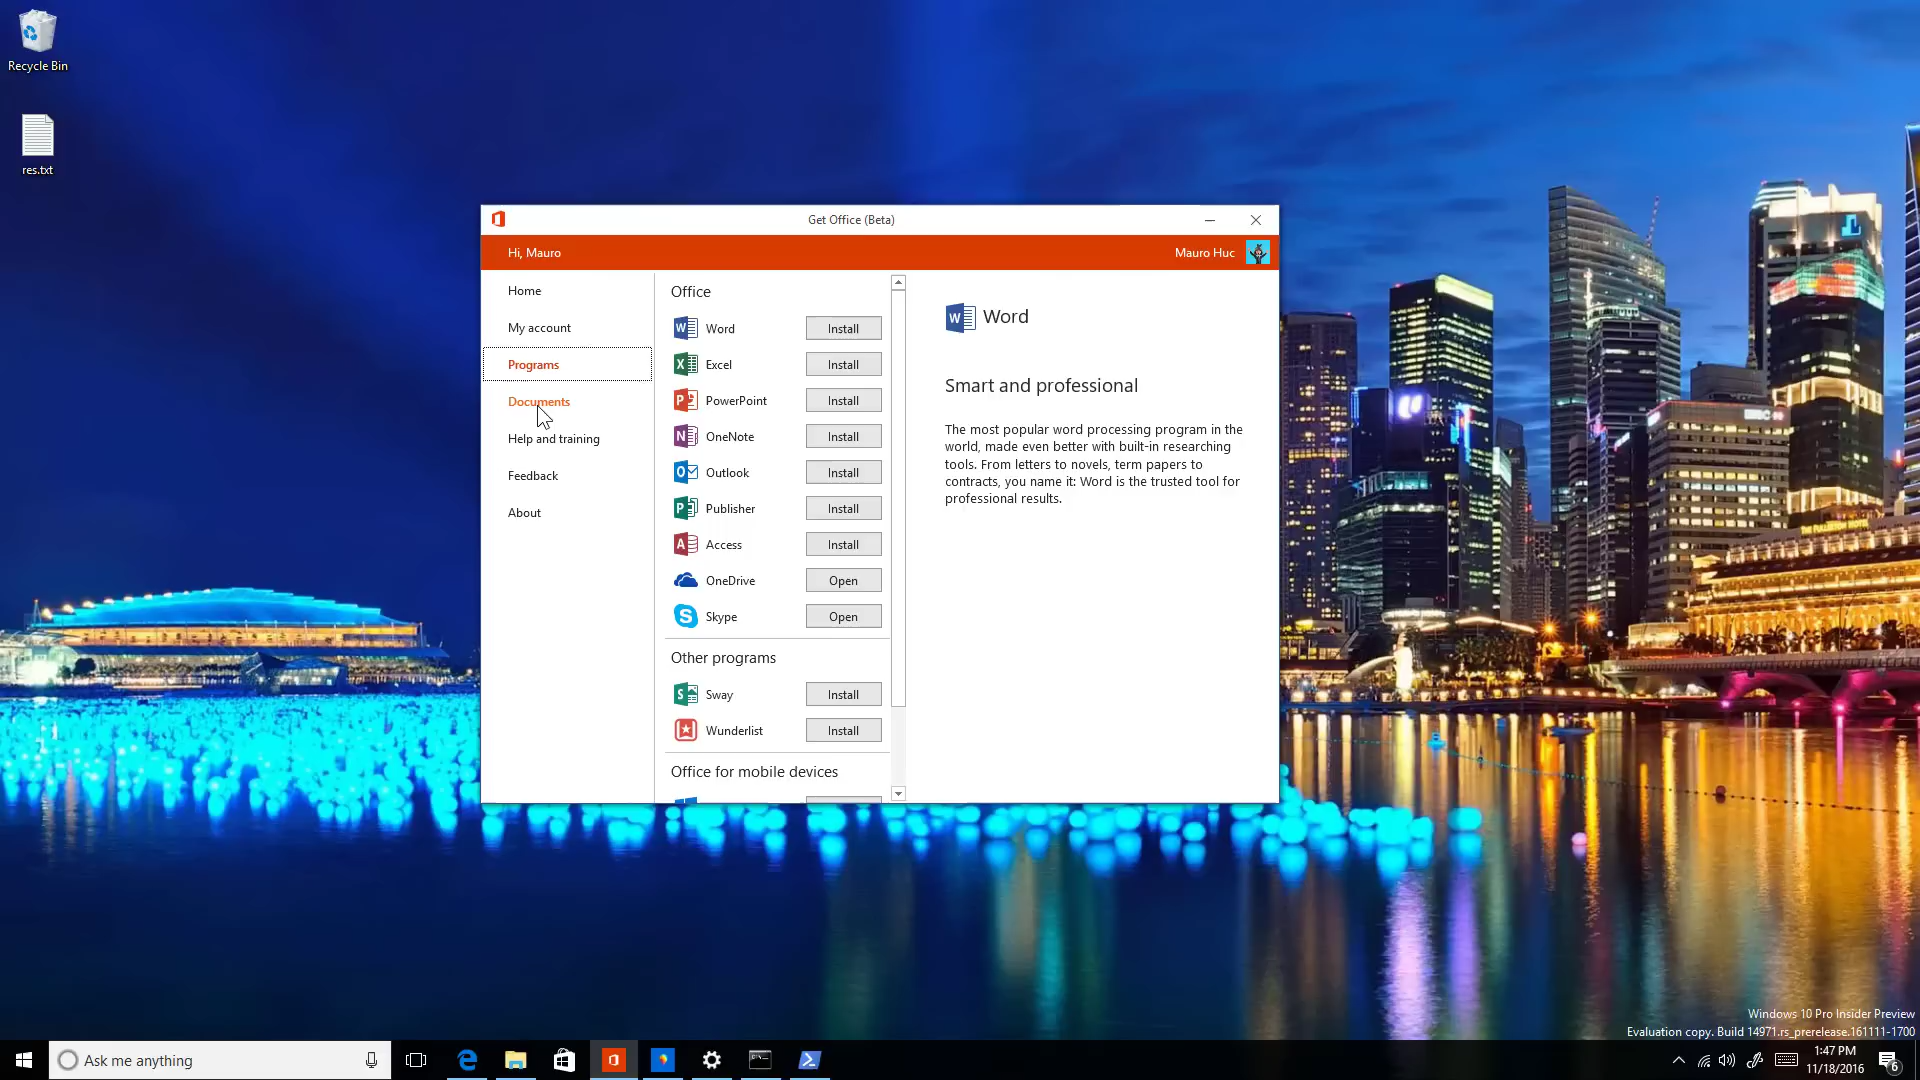 Recycle Bin
res.txt
Get Office (Beta)
Hi, Mauro
Mauro Huc
Home
My account
Programs
Documents
Help and training
Feedback
About
Office
Word
Install
Excel
Install
PowerPoint
Install
OneNote
Install
Outlook
Install
Publisher
Install
Access
Install
OneDrive
Open
Skype
Open
Other programs
Sway
Install
Wunderlist
Install
Office for mobile devices
Word
Smart and professional
The most popular word processing program in the
world, made even better with built-in researching
tools. From letters to novels, term papers to
contracts, you name it: Word is the trusted tool for
professional results.
THE FULLERTON HOTEL
Windows 10 Pro Insider Preview
Evaluation copy. Build 14971.rs_prerelease.161111-1700
Ask me anything
1:47 PM
11/18/2016
6